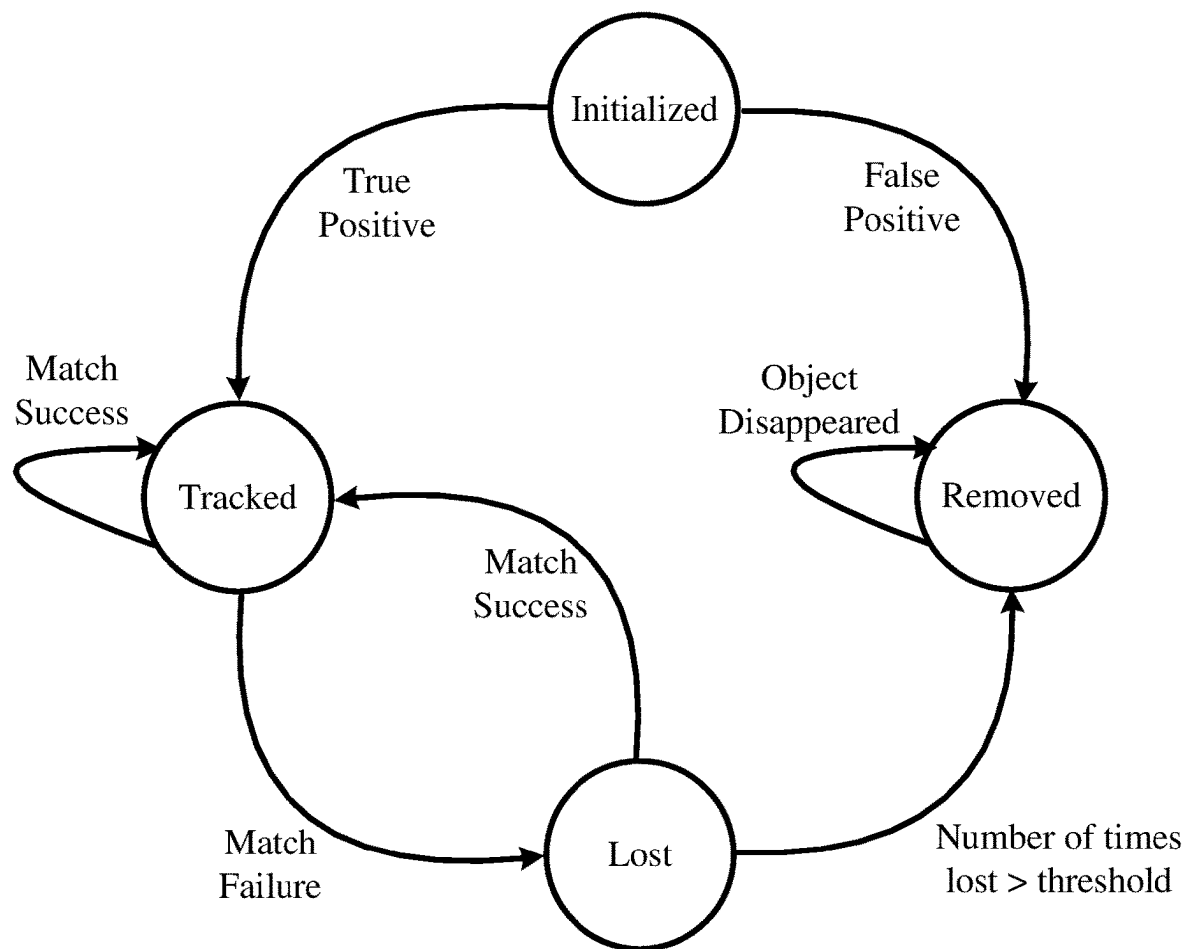 Initialized
True
Positive
False
Positive
Match
Success
Object
Disappeared
Tracked
Removed
Match
Success
Match
Failure
Lost
Number of times
lost > threshold